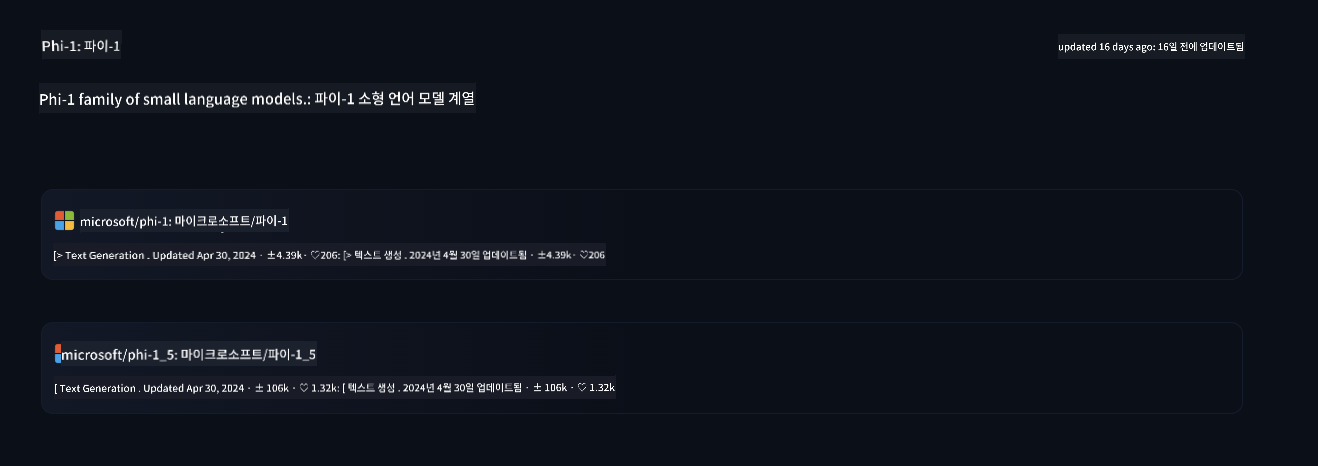 Phi-1: 파이-1
updated 16 days ago: 16일 전에 업데이트됨
Phi-1 family of small language models.: 파이-1 소형 언어 모델 계열
microsoft/phi-1: 마이크로소프트/파이-1
[> Text Generation . Updated Apr 30, 2024 · ±4.39k· ♡206: [> 텍스트 생성 . 2024년 4월 30일 업데이트됨 · ±4.39k· ♡206
microsoft/phi-1_5: 마이크로소프트/파이-1_5
[ Text Generation . Updated Apr 30, 2024 · ± 106k · ♡ 1.32k: [ 텍스트 생성 . 2024년 4월 30일 업데이트됨 · ± 106k · ♡ 1.32k